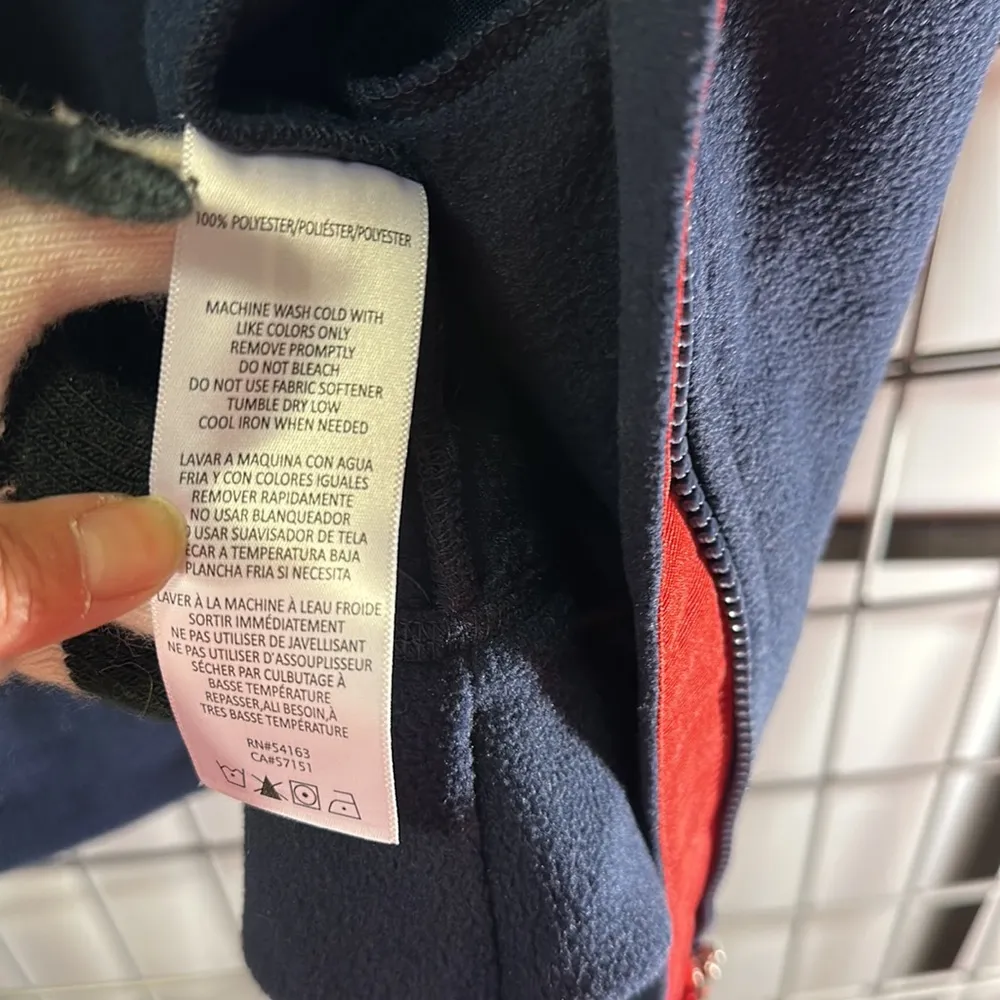 100% POLYESTER/POLIÉSTER/POLYESTER
MACHINE WASH COLD WITH
LIKE COLORS ONLY
REMOVE PROMPTLY
DO NOT BLEACH
DO NOT USE FABRIC SOFTENER
TUMBLE DRY LOW
COOL IRON WHEN NEEDED
LAVAR A MAQUINA CON AGUA
FRIA Y CON COLORES IGUALES
REMOVER RAPIDAMENTE
NO USAR BLANQUEADOR
O USAR SUAVISADOR DE TELA
ECAR A TEMPERATURA BAJA
PLANCHA FRIA SI NECESITA
LAVER À LA MACHINE À LEAU FROIDE
SORTIR IMMÉDIATEMENT
NE PAS UTILISER DE JAVELLISANT
NE PAS UTILISER D'ASSOUPLISSEUR
SÉCHER PAR CULBUTAGE À
BASSE TEMPÉRATURE
REPASSER,ALI BESOIN,À
TRES BASSE TEMPÉRATURE
RN#54163
CA#57151